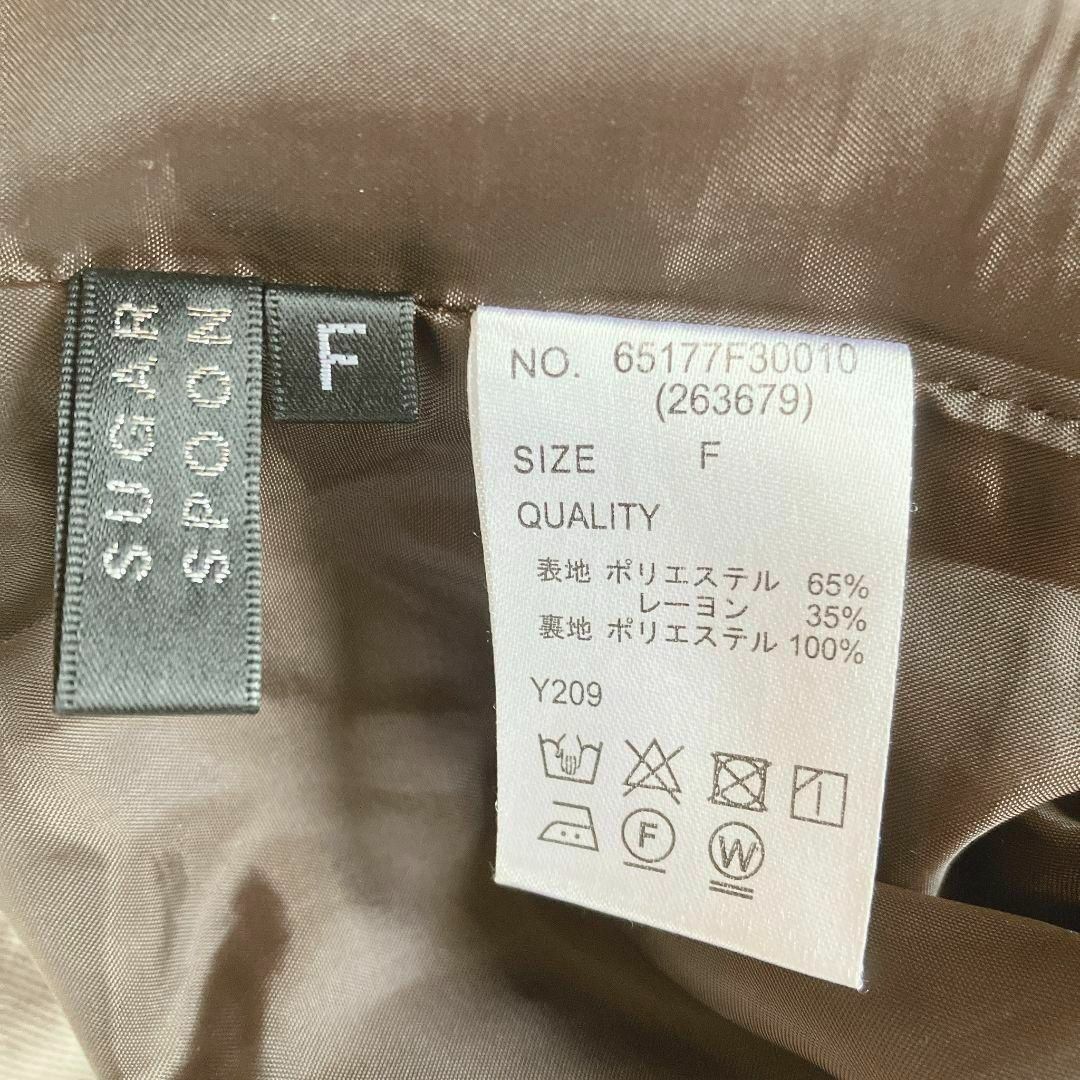 SUGAR
SPOON
F
NO. 65177F30010
(263679)
SIZE F
QUALITY
表地 ポリエステル 65%
レーヨン 35%
裏地 ポリエステル 100%
Y209
F
W